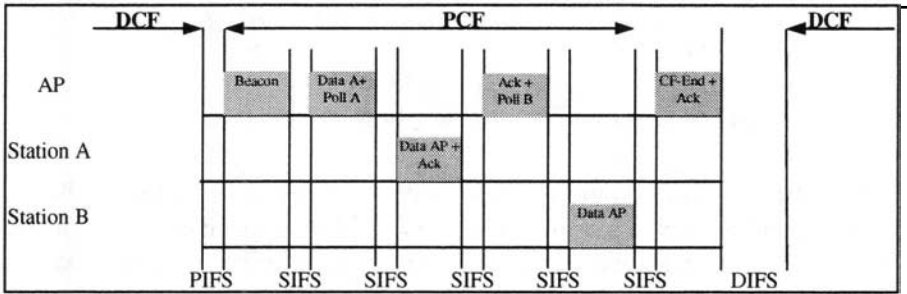 DCF PCF DCF
AP
Beacon
Data A+
Poll A
Ack +
Poll B
CF-End +
Ack
Station A
Data AP +
Ack
Station B
Data AP
PIFS SIFS SIFS SIFS SIFS SIFS DIFS